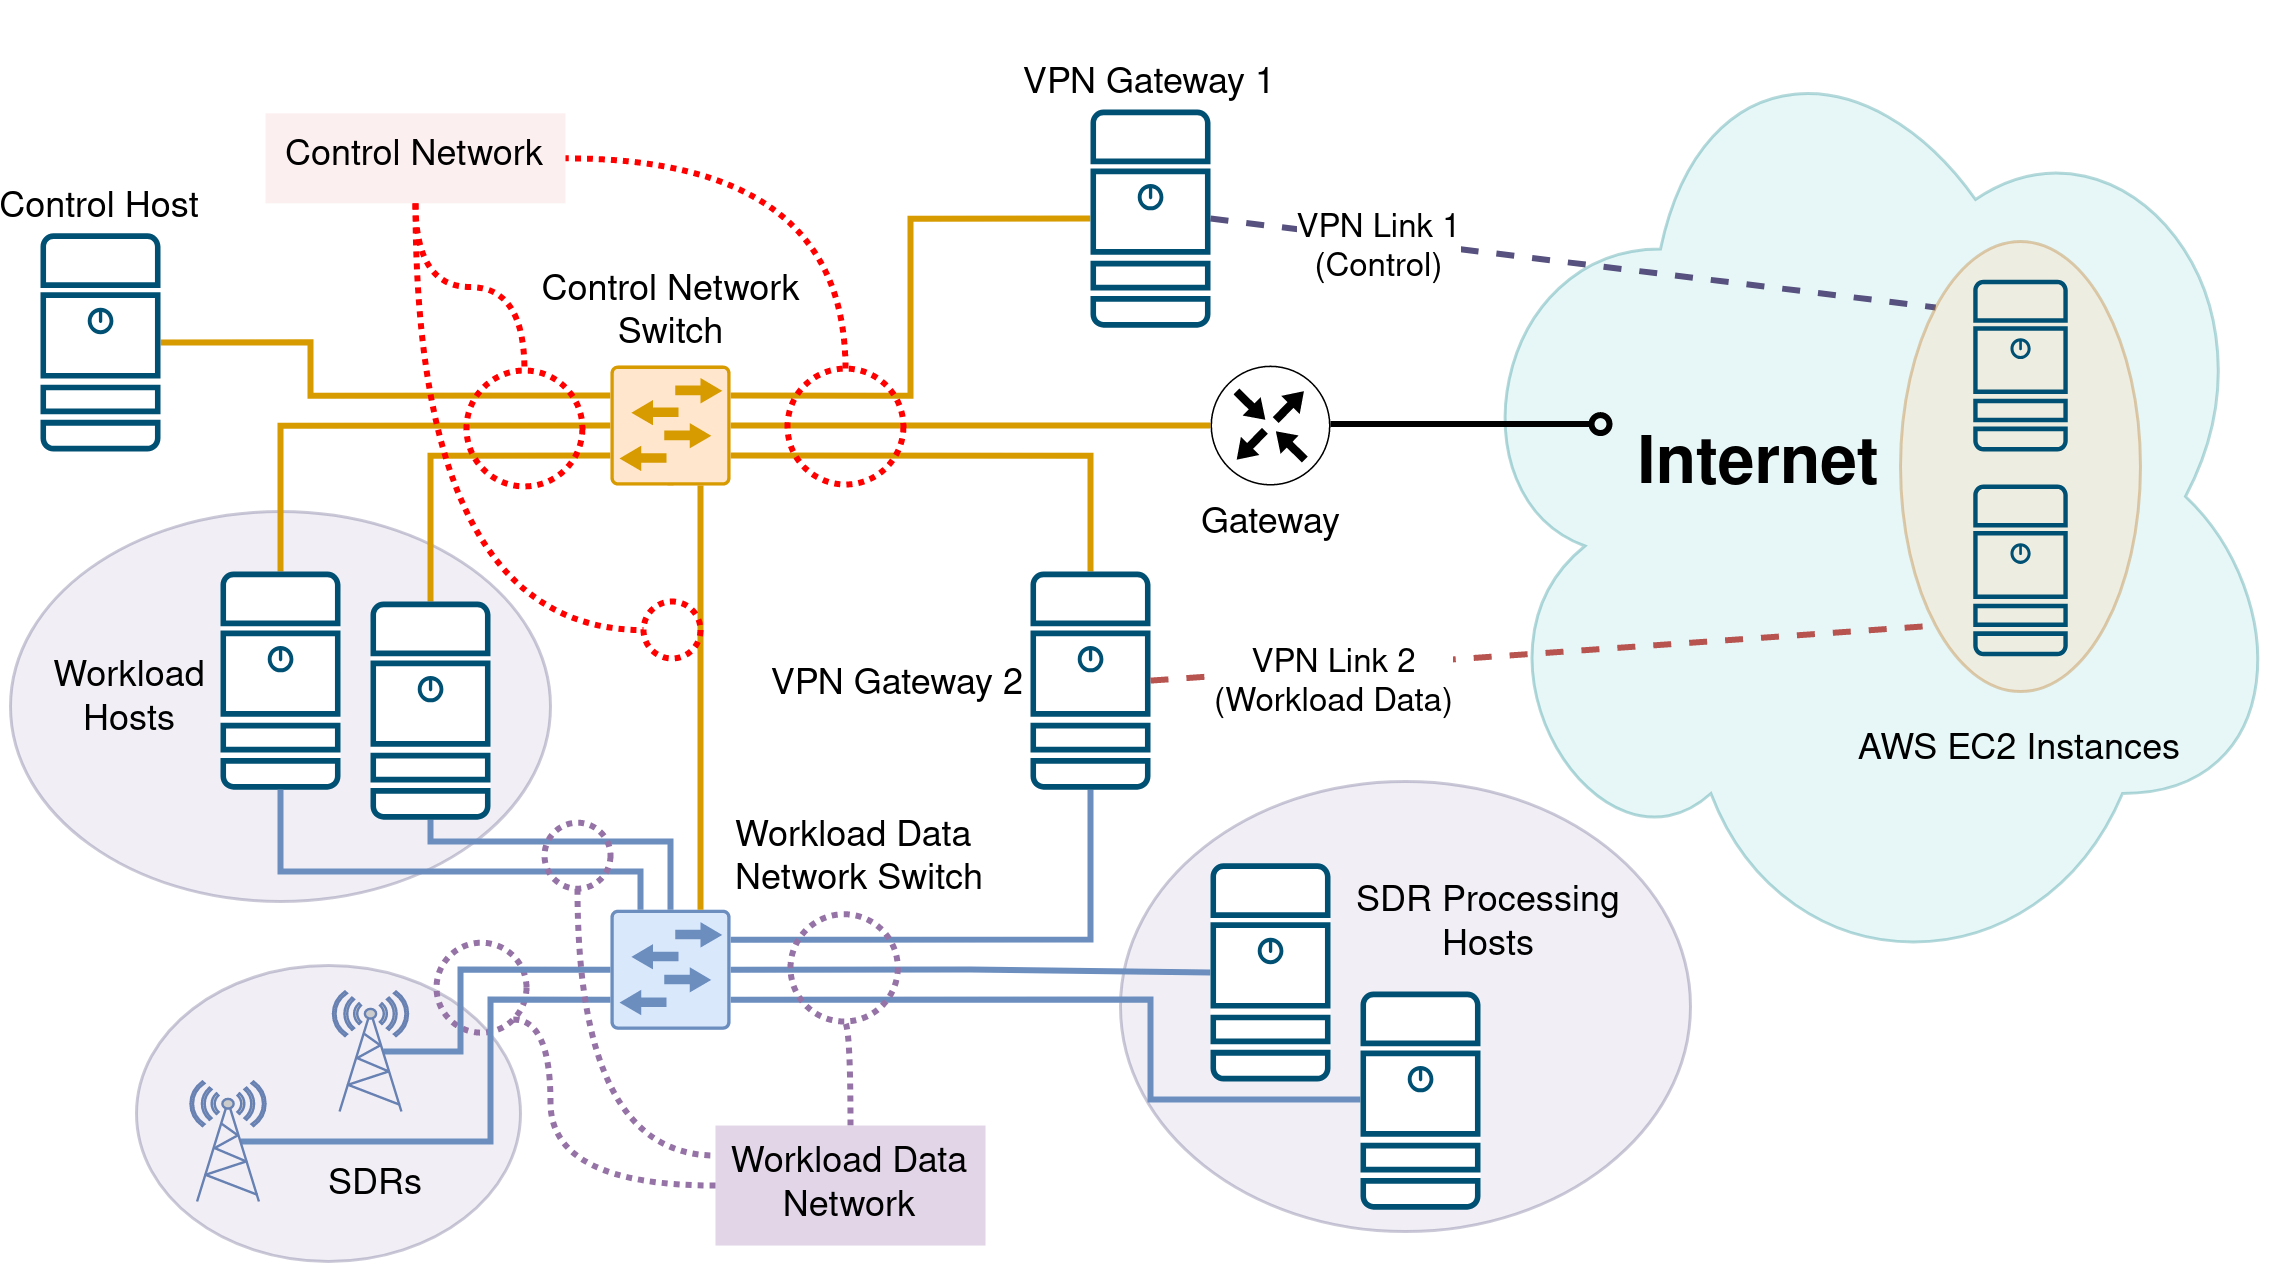 VPN Gateway 1
Control Network
Control Host
VPN Link 1
(Control)
Control Network
Switch
Internet
Gateway
Workload
Hosts
VPN Gateway 2
VPN Link 2
(Workload Data)
AWS EC2 Instances
Workload Data
Network Switch
SDR Processing
Hosts
SDRs
Workload Data
Network